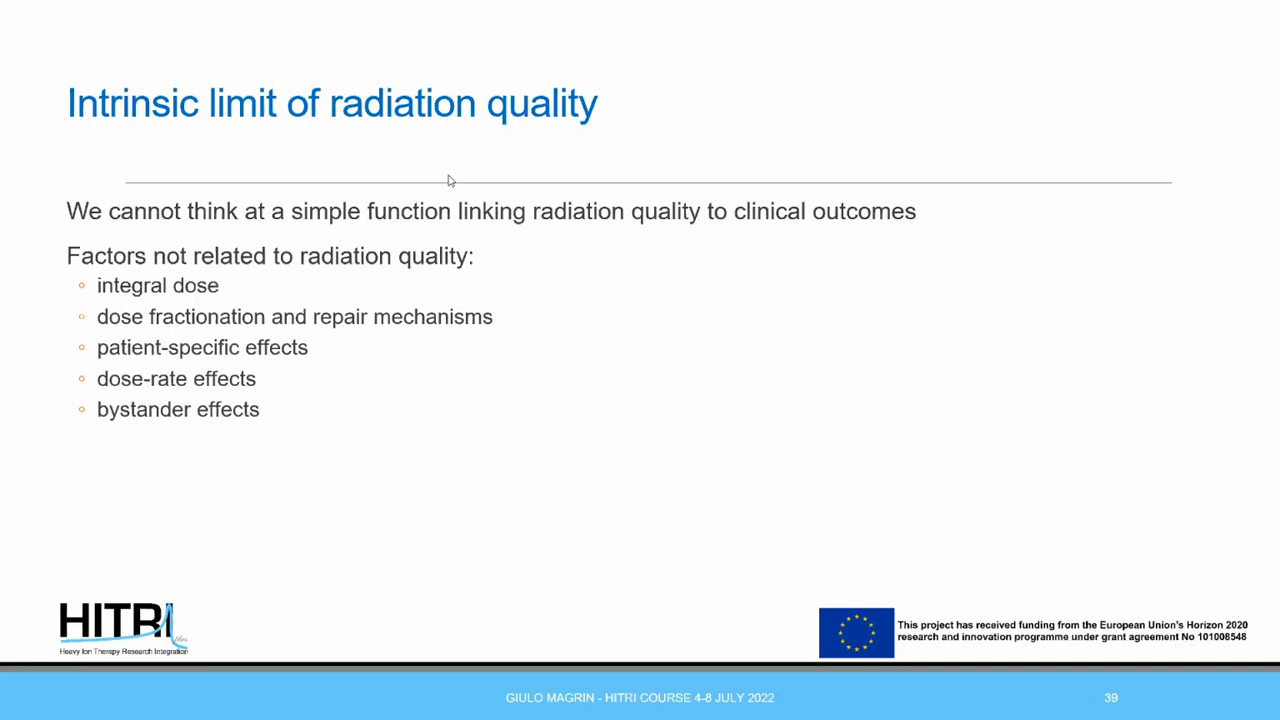 Intrinsic limit of radiation quality
We cannot think at a simple function linking radiation quality to clinical outcomes
Factors not related to radiation quality:
integral dose
dose fractionation and repair mechanisms
patient-specific effects
dose-rate effects
bystander effects
HITRI
Heavy Ion Therapy Research Integration
This project has received funding from the European Union's Horizon 2020
research and innovation programme under grant agreement No 101008548
GIULO MAGRIN - HITRI COURSE 4-8 JULY 2022
39